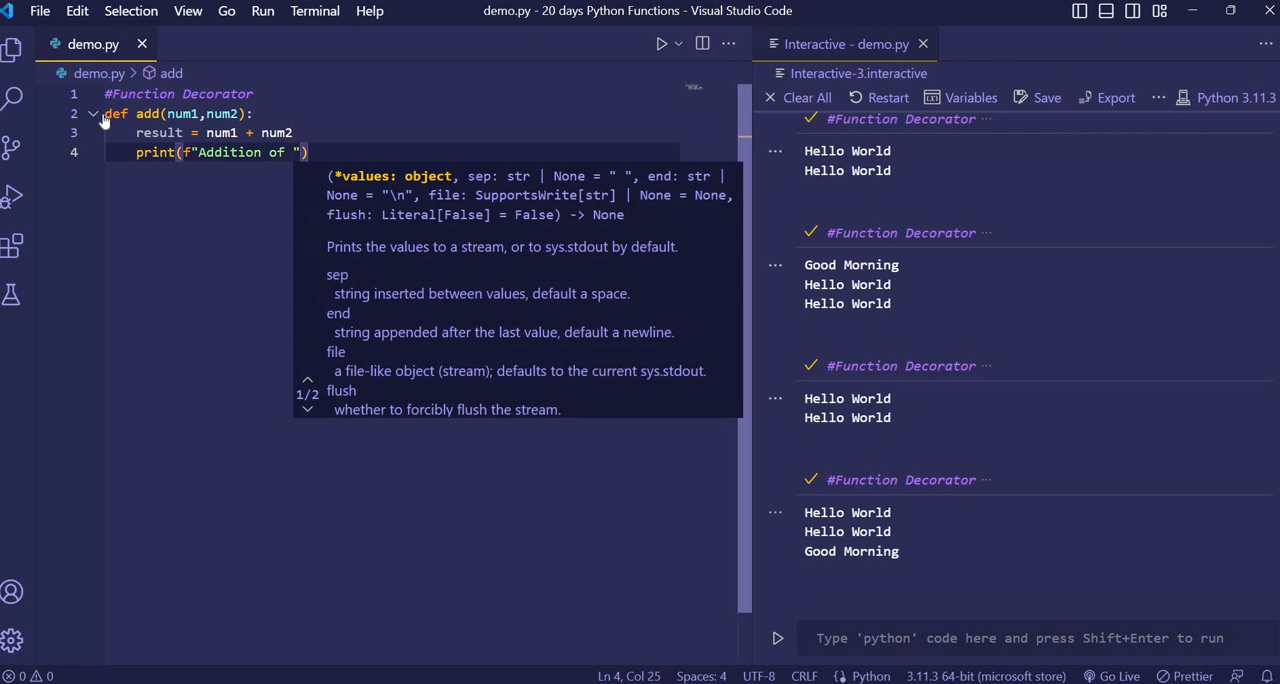 File Edit Selection View Go Run Terminal Help demo.py - 20 days Python Functions - Visual Studio Code
demo.py
demo.py > add
1 #Function Decorator
2 def add(num1,num2):
3 result = num1 + num2
4 print(f"Addition of ")
(*values: object, sep: str | None = " ", end: str |
None = "\n", file: SupportsWrite[str] | None = None,
flush: Literal[False] = False) -> None
Prints the values to a stream, or to sys.stdout by default.
sep
string inserted between values, default a space.
end
string appended after the last value, default a newline.
file
a file-like object (stream); defaults to the current sys.stdout.
1/2
flush
whether to forcibly flush the stream.
Interactive - demo.py
Interactive-3.interactive
Clear All Restart Variables Save Export ··· Python 3.11.3
#Function Decorator ···
Hello World
Hello World
#Function Decorator ···
Good Morning
Hello World
Hello World
#Function Decorator ···
Hello World
Hello World
#Function Decorator ···
Hello World
Hello World
Good Morning
Type 'python' code here and press Shift+Enter to run
0 0 Ln 4, Col 25 Spaces: 4 UTF-8 CRLF Python 3.11.3 64-bit (microsoft store) Go Live Prettier